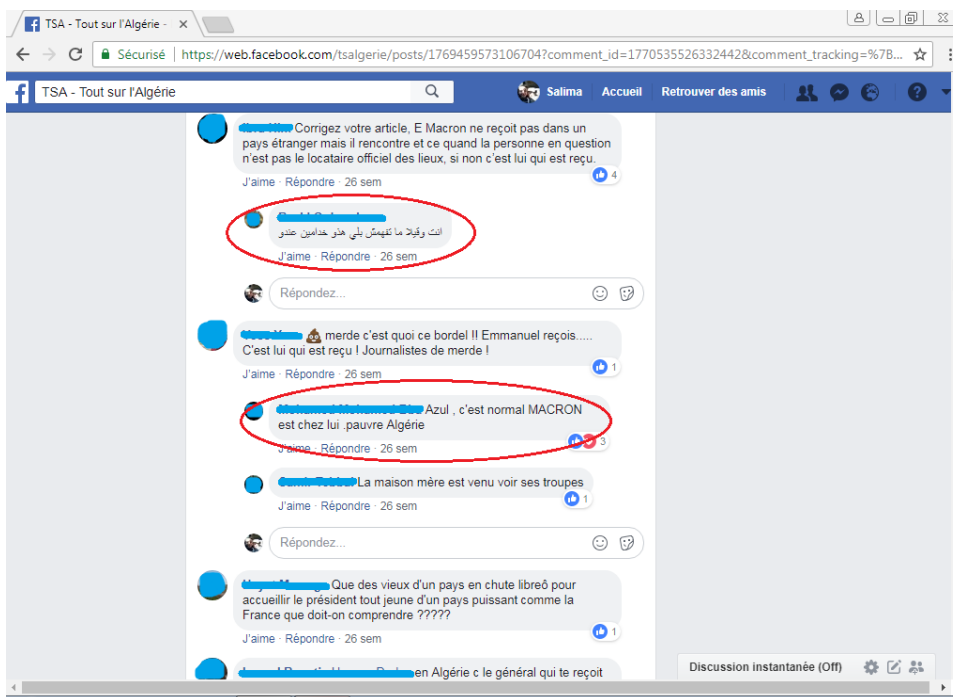 TSA - Tout sur l'Algérie -
Sécurisé https://web.facebook.com/tsalgerie/posts/1769459573106704?comment_id=1770535526332442&comment_tracking=%7B...
TSA - Tout sur l'Algérie
Salima Accueil Retrouver des amis
Corrigez votre article, E Macron ne reçoit pas dans un
pays étranger mais il rencontre et ce quand la personne en question
n'est pas le locataire officiel des lieux, si non c'est lui qui est reçu.
4
J'aime · Répondre · 26 sem
انت وقيلا ما تفهمش بلي هذو خدامين عندو
J'aime · Répondre · 26 sem
Répondez...
merde c'est quoi ce bordel !! Emmanuel reçois.....
C'est lui qui est reçu ! Journalistes de merde !
1
J'aime · Répondre · 26 sem
Azul , c'est normal MACRON
est chez lui .pauvre Algérie
3
J'aime · Répondre · 26 sem
La maison mère est venu voir ses troupes
1
J'aime · Répondre · 26 sem
Répondez...
Que des vieux d'un pays en chute libreô pour
accueillir le président tout jeune d'un pays puissant comme la
France que doit-on comprendre ?????
1
J'aime · Répondre · 26 sem
en Algérie c le général qui te reçoit
Discussion instantanée (Off)